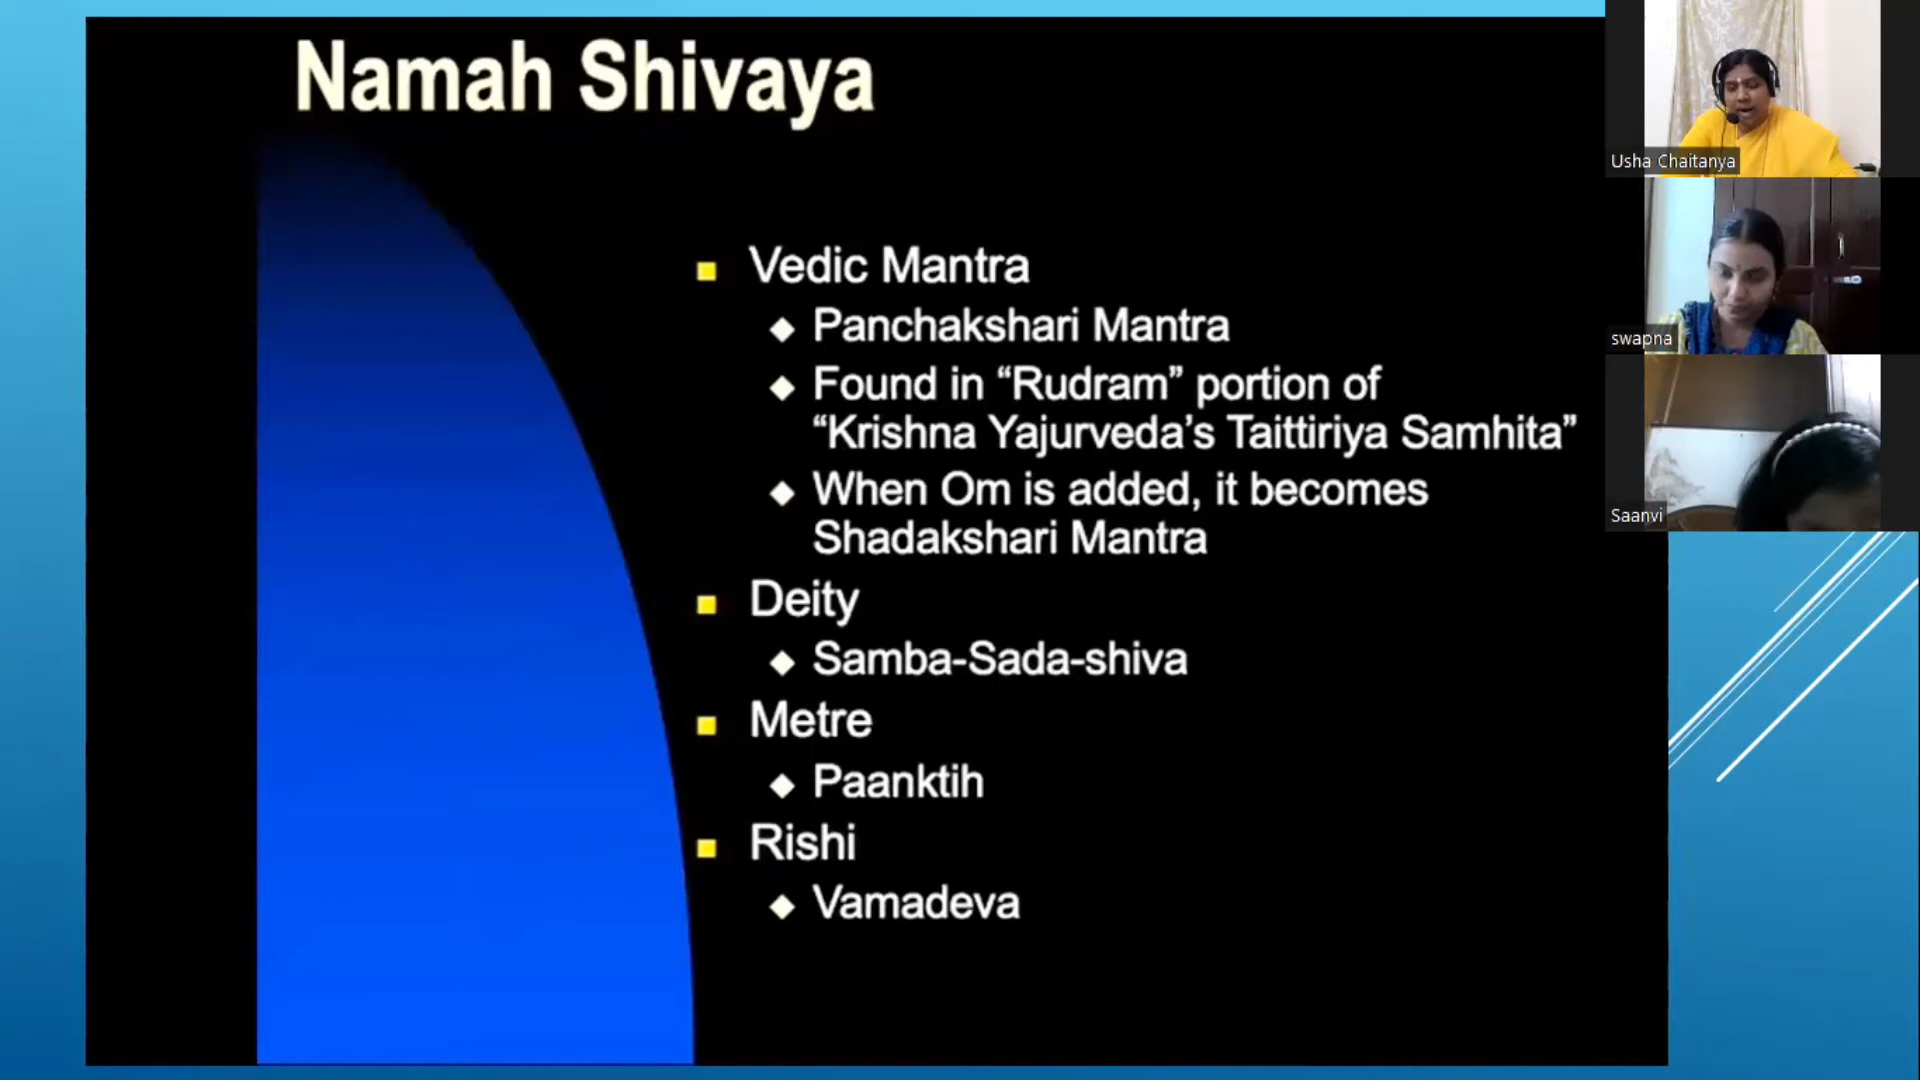 Namah Shivaya
Vedic Mantra
Panchakshari Mantra
Found in “Rudram” portion of
“Krishna Yajurveda’s Taittiriya Samhita”
When Om is added, it becomes
Shadakshari Mantra
Deity
Samba-Sada-shiva
Metre
Paanktih
Rishi
Vamadeva
Usha Chaitanya
swapna
Saanvi